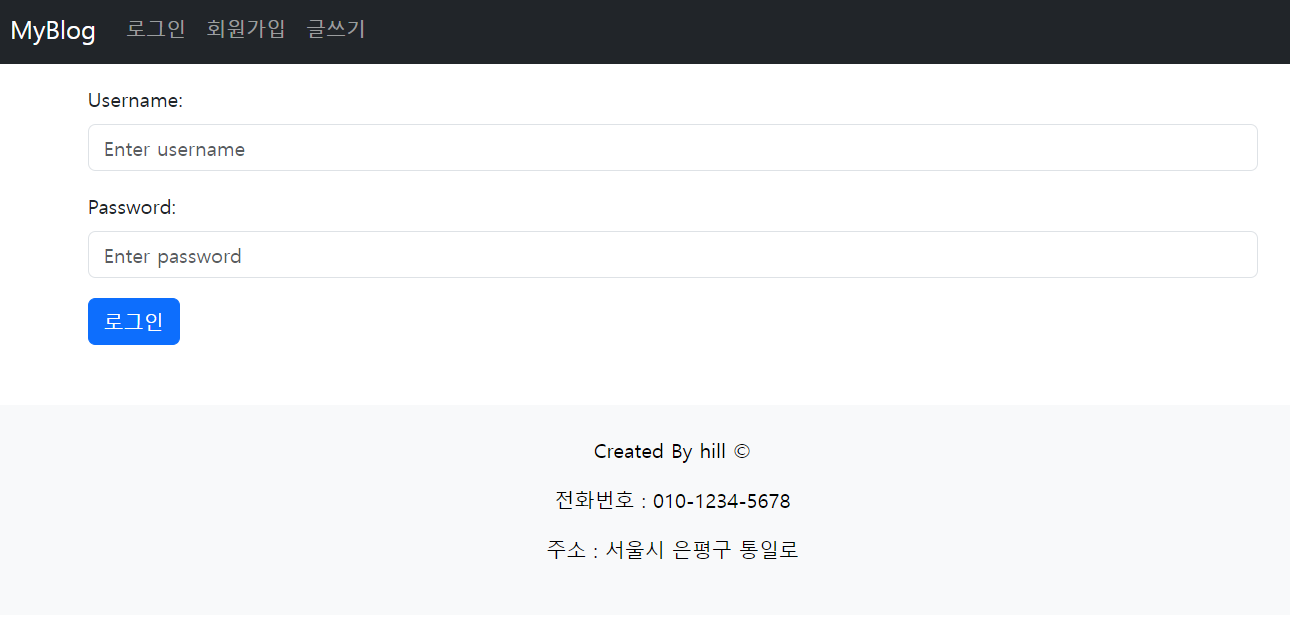 MyBlog 로그인 회원가입 글쓰기
Username:
Enter username
Password:
Enter password
로그인
Created By hill ©
전화번호 : 010-1234-5678
주소 : 서울시 은평구 통일로